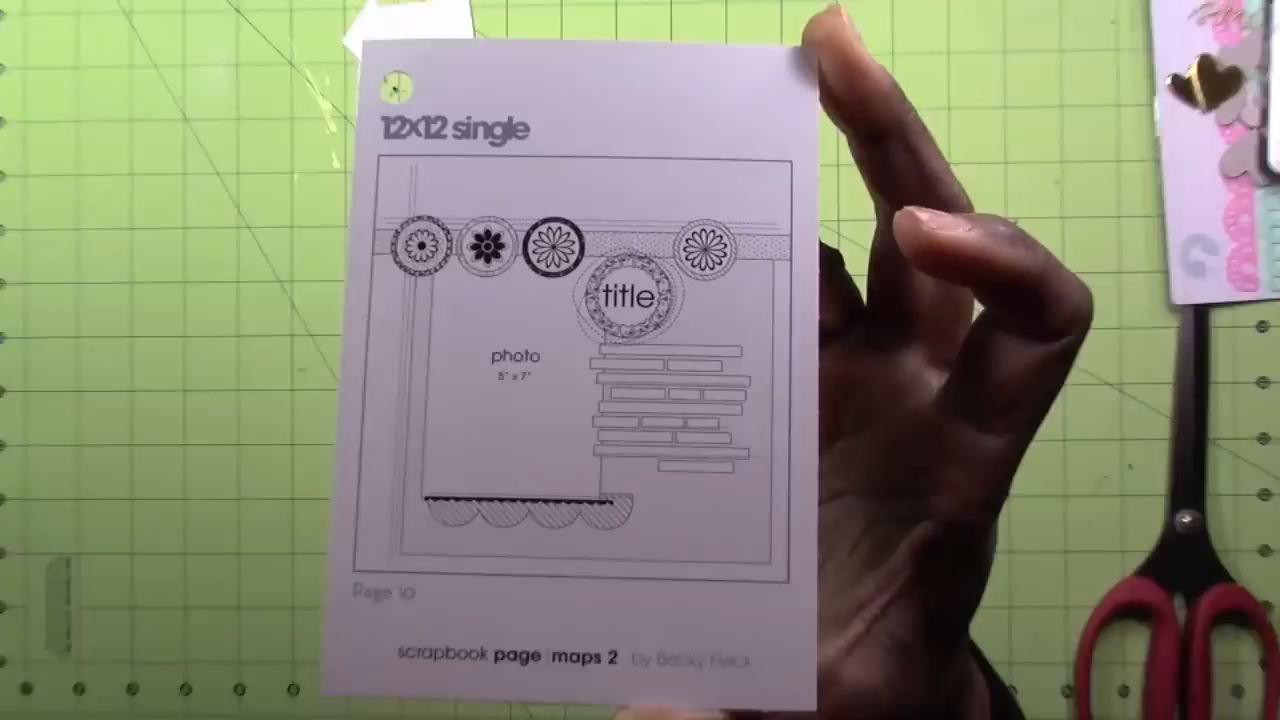 12x12 single
title
photo
5" x 7"
Page 10
scrapbook page maps 2 by Becky Fleck